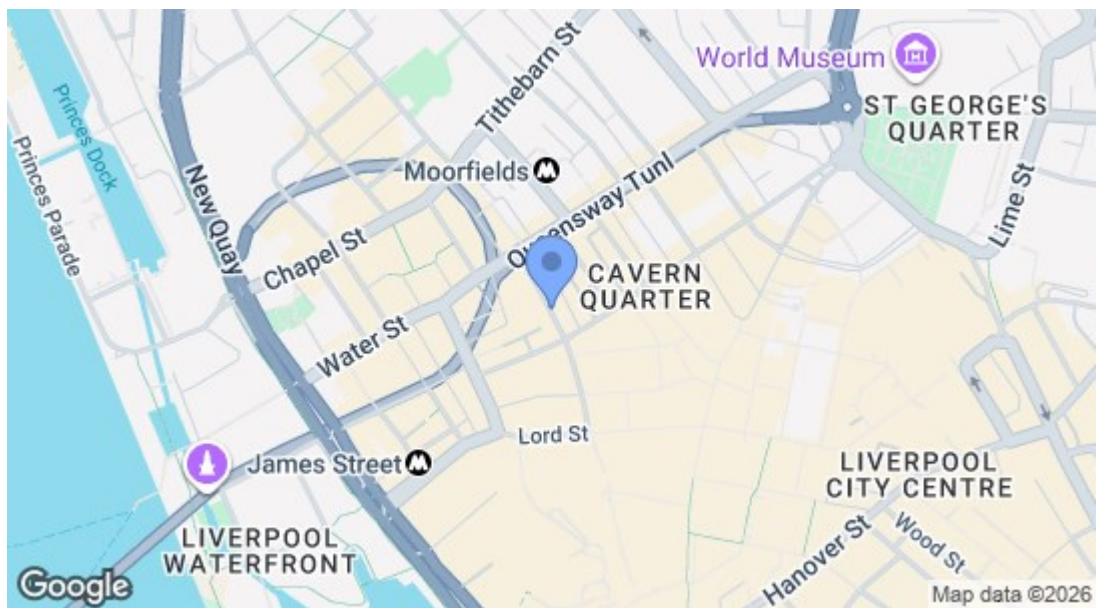 World Museum
ST GEORGE'S
QUARTER
Tithebarn St
Princes Dock
Moorfields
Queensway Tunl
Lime St
New Quay
Princes Parade
Chapel St
CAVERN
QUARTER
Water St
Lord St
James Street
LIVERPOOL
CITY CENTRE
LIVERPOOL
WATERFRONT
Hanover St
Wood St
Google
Map data ©2026